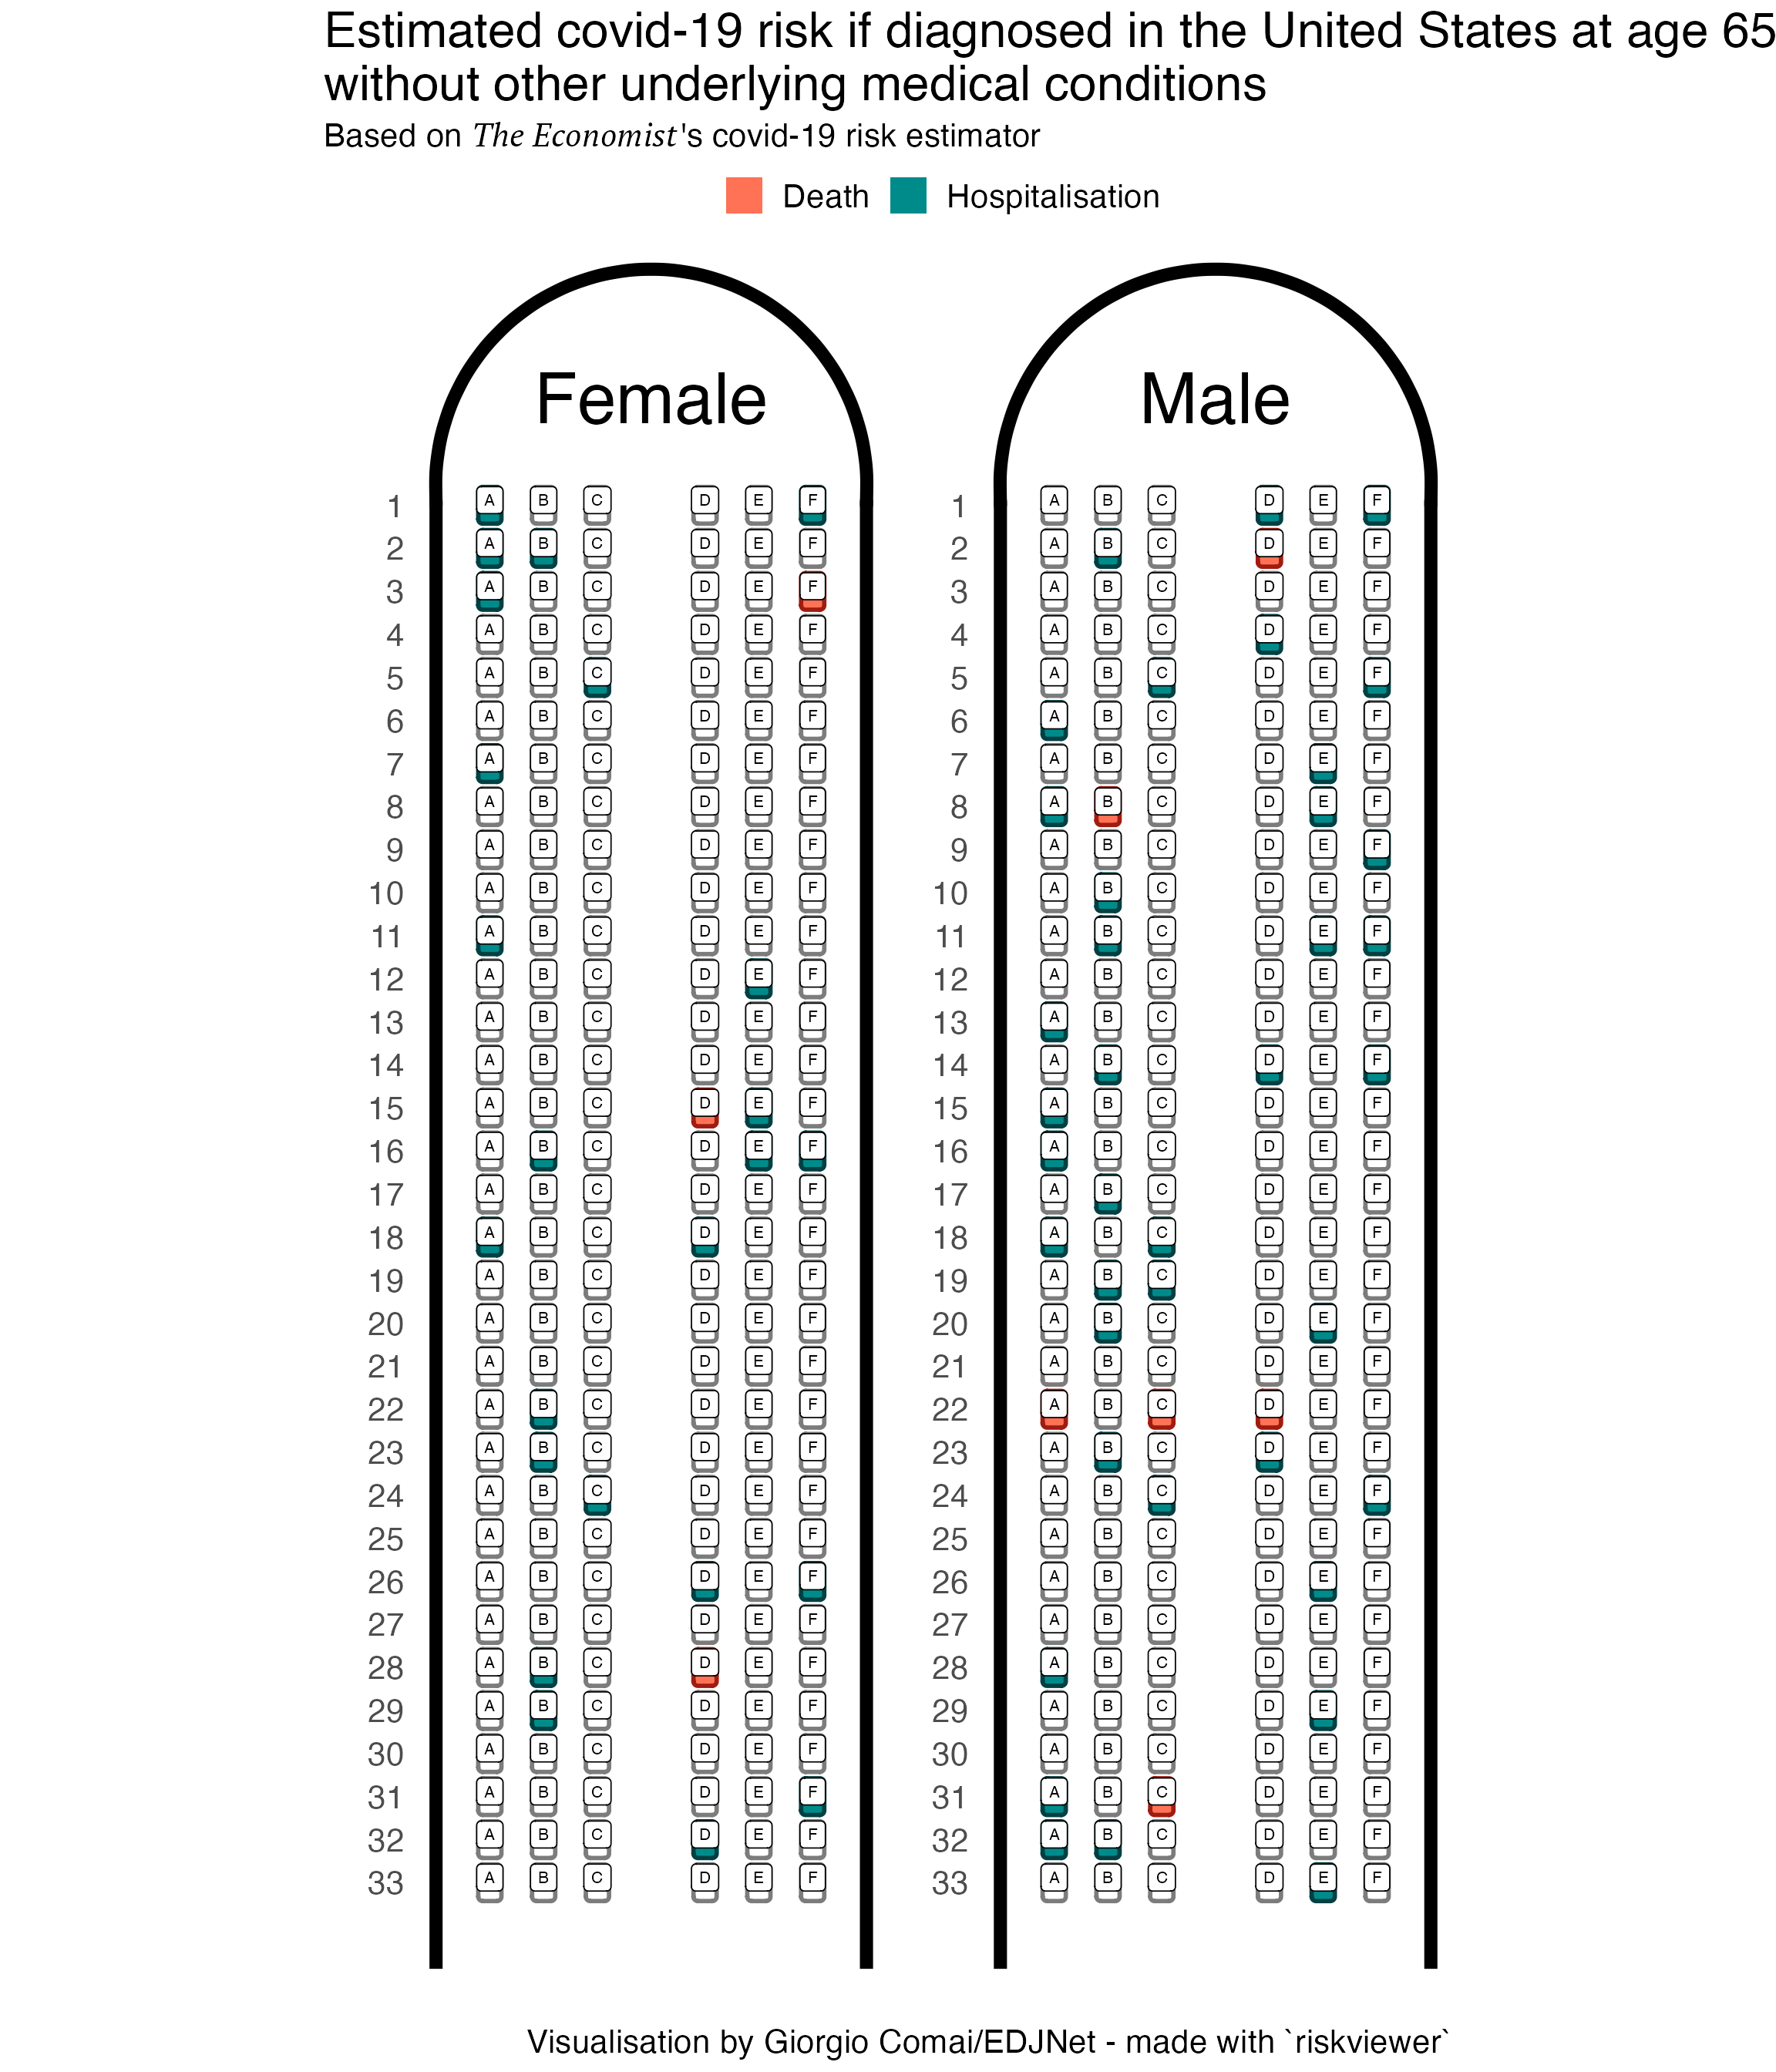 Estimated covid-19 risk if diagnosed in the United States at age 65
without other underlying medical conditions
Based on The Economist's covid-19 risk estimator
Death Hospitalisation
Female Male
1 A B C D E F 1 A B C D E F
2 A B C D E F 2 A B C D E F
3 A B C D E F 3 A B C D E F
4 A B C D E F 4 A B C D E F
5 A B C D E F 5 A B C D E F
6 A B C D E F 6 A B C D E F
7 A B C D E F 7 A B C D E F
8 A B C D E F 8 A B C D E F
9 A B C D E F 9 A B C D E F
10 A B C D E F 10 A B C D E F
11 A B C D E F 11 A B C D E F
12 A B C D E F 12 A B C D E F
13 A B C D E F 13 A B C D E F
14 A B C D E F 14 A B C D E F
15 A B C D E F 15 A B C D E F
16 A B C D E F 16 A B C D E F
17 A B C D E F 17 A B C D E F
18 A B C D E F 18 A B C D E F
19 A B C D E F 19 A B C D E F
20 A B C D E F 20 A B C D E F
21 A B C D E F 21 A B C D E F
22 A B C D E F 22 A B C D E F
23 A B C D E F 23 A B C D E F
24 A B C D E F 24 A B C D E F
25 A B C D E F 25 A B C D E F
26 A B C D E F 26 A B C D E F
27 A B C D E F 27 A B C D E F
28 A B C D E F 28 A B C D E F
29 A B C D E F 29 A B C D E F
30 A B C D E F 30 A B C D E F
31 A B C D E F 31 A B C D E F
32 A B C D E F 32 A B C D E F
33 A B C D E F 33 A B C D E F
Visualisation by Giorgio Comai/EDJNet - made with `riskviewer`